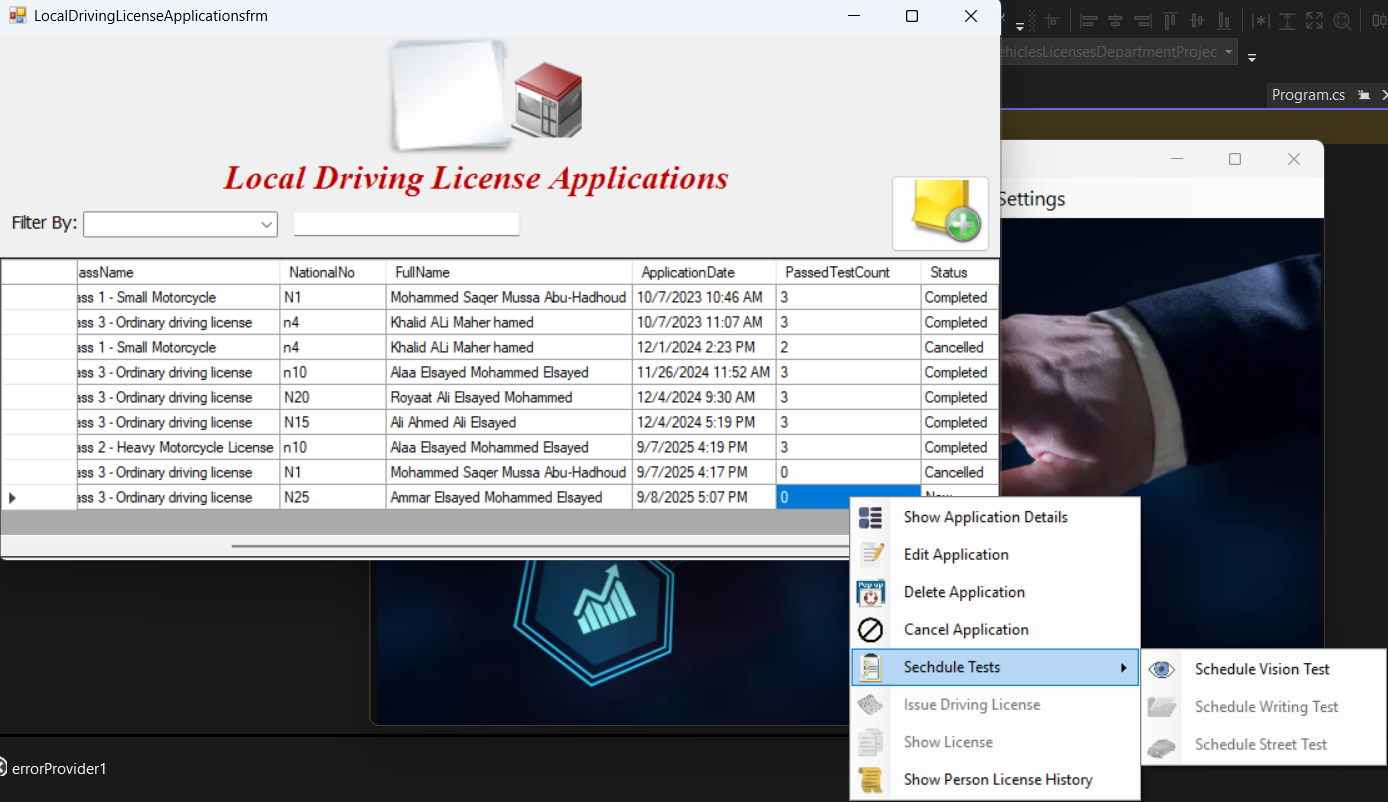 LocalDrivingLicenseApplicationsfrm
ehiclesLicensesDepartmentProjec
Program.cs
Local Driving License Applications
Settings
Filter By:
assName NationalNo FullName ApplicationDate PassedTestCount Status
ass 1 - Small Motorcycle N1 Mohammed Saqer Mussa Abu-Hadhoud 10/7/2023 10:46 AM 3 Completed
ass 3 - Ordinary driving license n4 Khalid ALi Maher hamed 10/7/2023 11:07 AM 3 Completed
ass 1 - Small Motorcycle n4 Khalid ALi Maher hamed 12/1/2024 2:23 PM 2 Cancelled
ass 3 - Ordinary driving license n10 Alaa Elsayed Mohammed Elsayed 11/26/2024 11:52 AM 3 Completed
ass 3 - Ordinary driving license N20 Royaat Ali Elsayed Mohammed 12/4/2024 9:30 AM 3 Completed
ass 3 - Ordinary driving license N15 Ali Ahmed Ali Elsayed 12/4/2024 5:19 PM 3 Completed
ass 2 - Heavy Motorcycle License n10 Alaa Elsayed Mohammed Elsayed 9/7/2025 4:19 PM 3 Completed
ass 3 - Ordinary driving license N1 Mohammed Saqer Mussa Abu-Hadhoud 9/7/2025 4:17 PM 0 Cancelled
ass 3 - Ordinary driving license N25 Ammar Elsayed Mohammed Elsayed 9/8/2025 5:07 PM 0
Show Application Details
Edit Application
Delete Application
Cancel Application
Sechdule Tests
Issue Driving License
Show License
Show Person License History
Schedule Vision Test
Schedule Writing Test
Schedule Street Test
errorProvider1